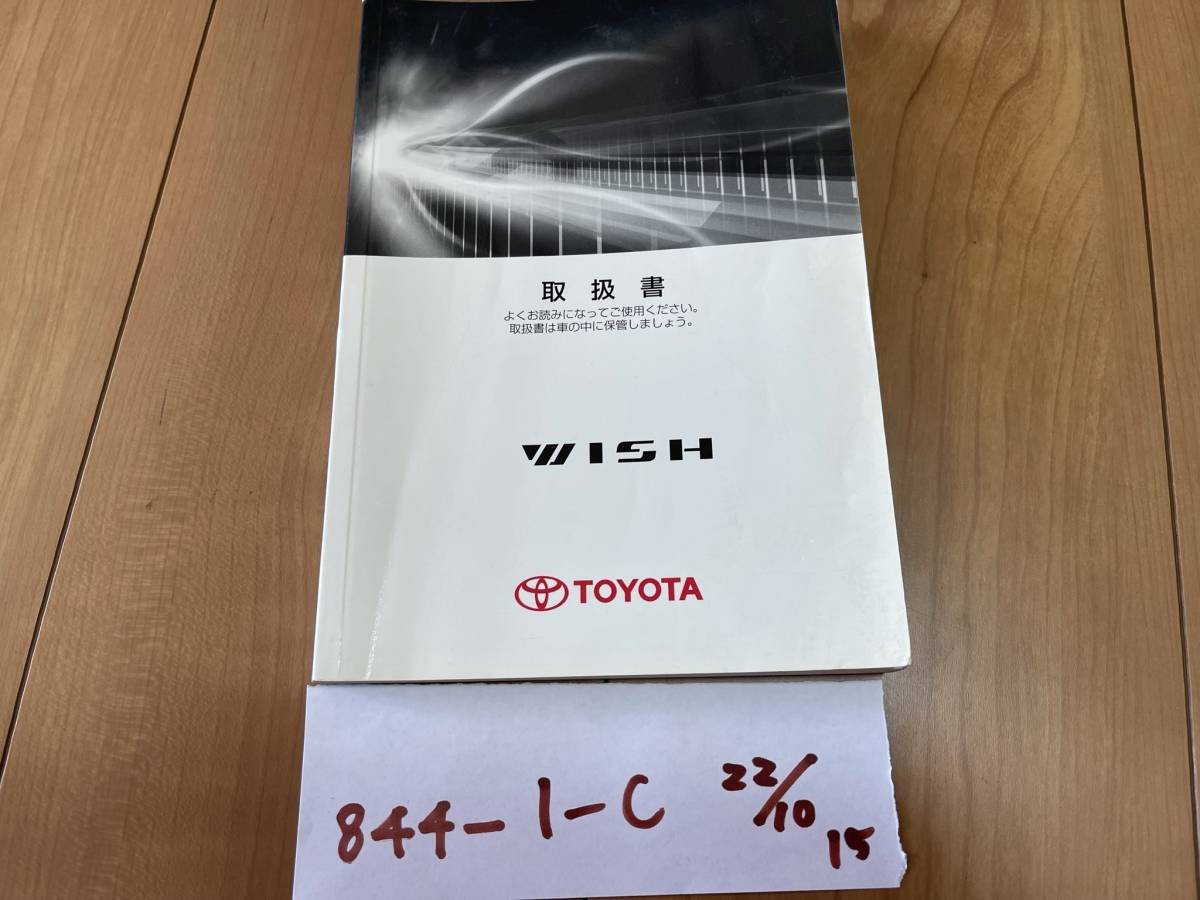 取扱書
よくお読みになってご使用ください。
取扱書は車の中に保管しましょう。
WISH
TOYOTA
844-1-C 22/10 15